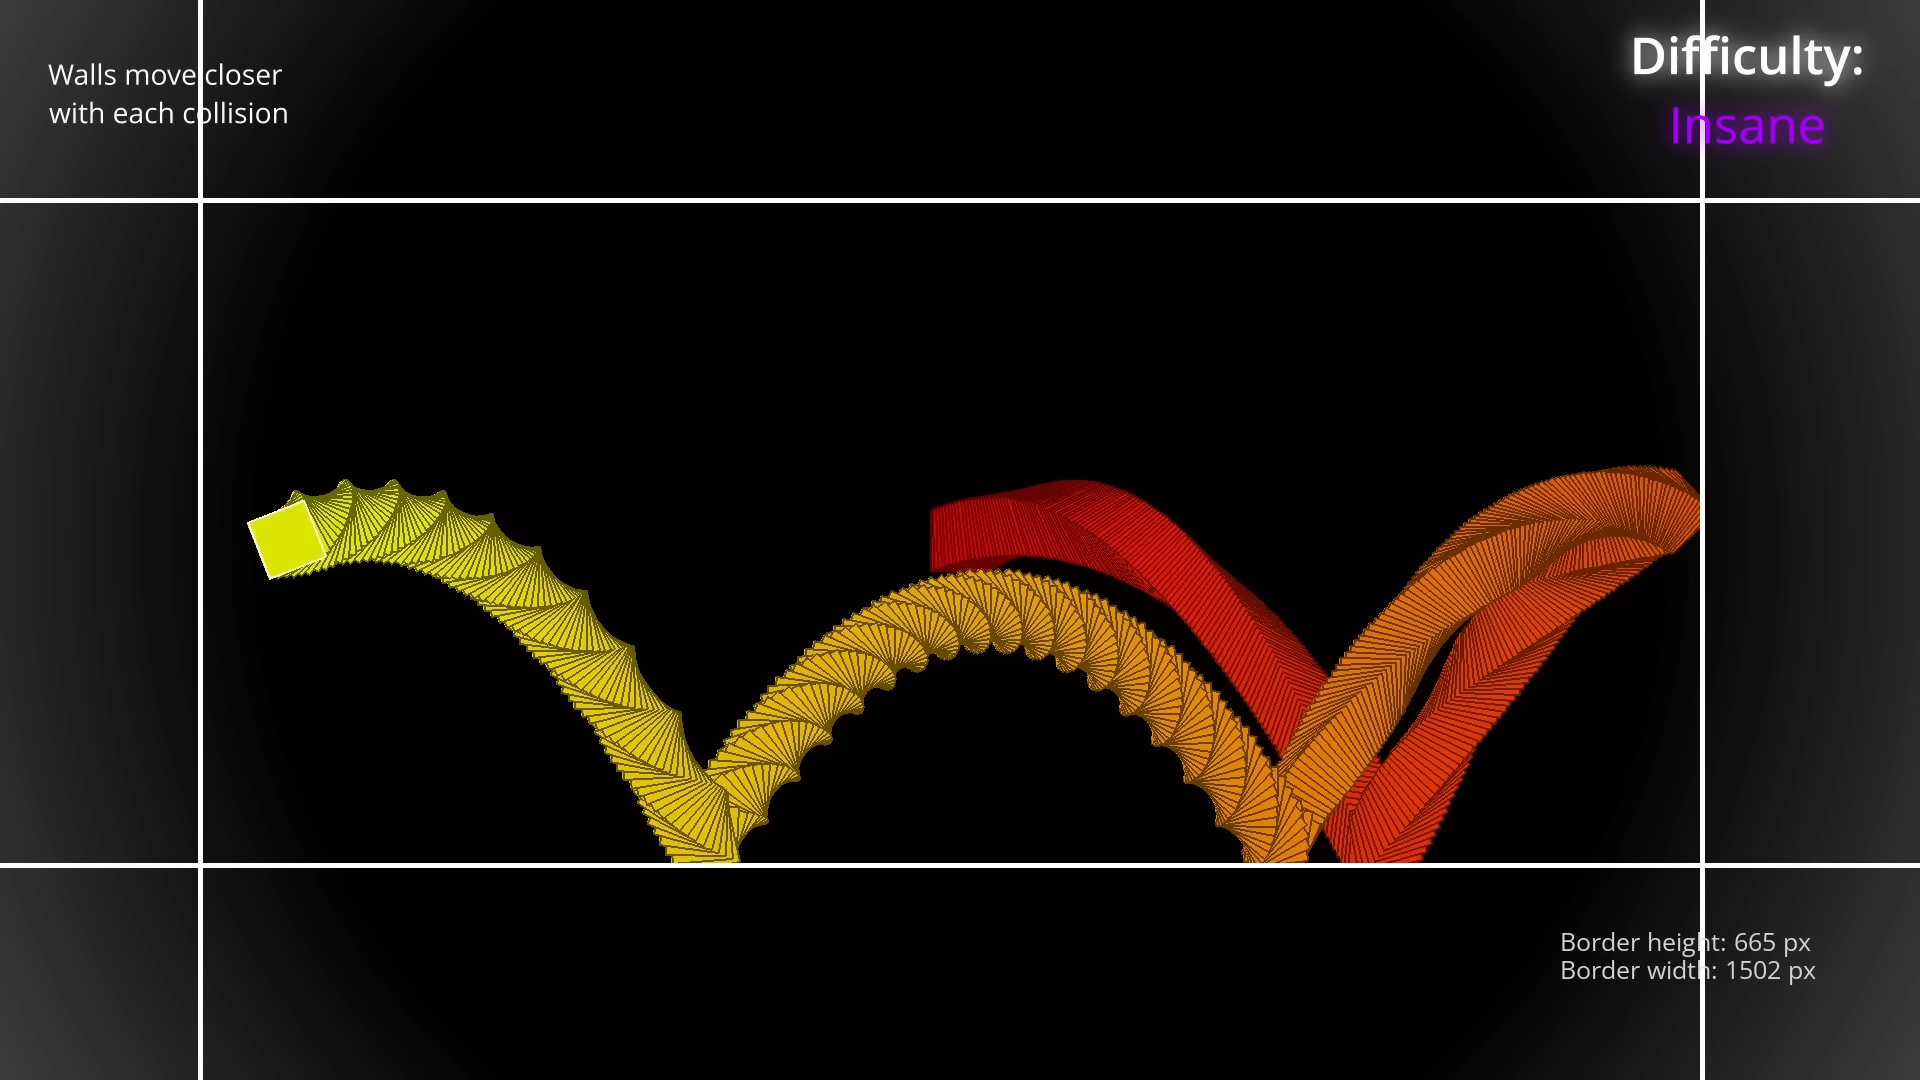 Walls move closer
with each collision
Difficulty:
Insane
Border height: 665 px
Border width: 1502 px